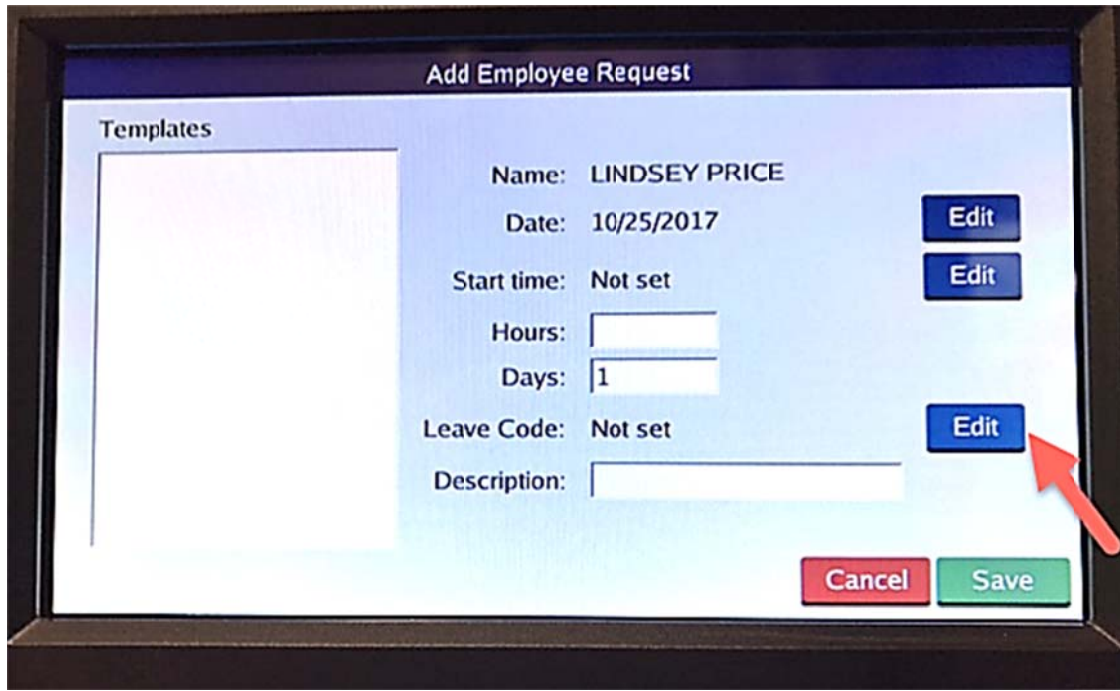 Add Employee Request
Templates
Name: LINDSEY PRICE
Date: 10/25/2017 Edit
Start time: Not set Edit
Hours:
Days: 1
Leave Code: Not set Edit
Description:
Cancel Save